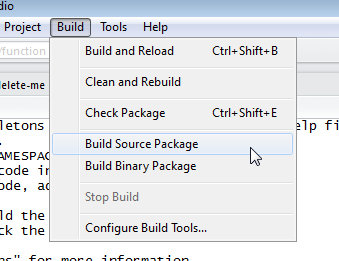 dio
Project Build Tools Help
/function
Build and Reload Ctrl+Shift+B
elete-me
Clean and Rebuild
Check Package Ctrl+Shift+E
letons
elp fi
Build Source Package
AMESPAC
Build Binary Package
code in
ode, ad
Stop Build
ld the
Configure Build Tools...
ck the
ns" for more information